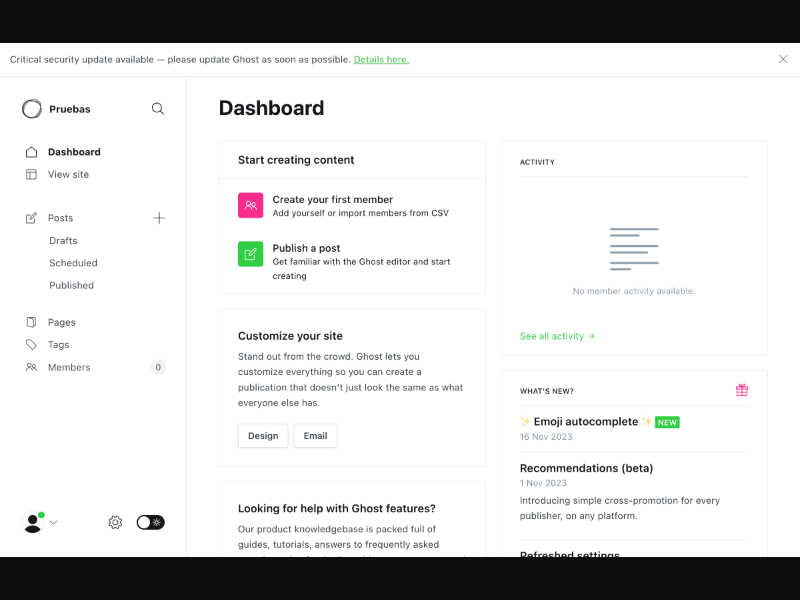 Critical security update available — please update Ghost as soon as possible. Details here.
Pruebas
Dashboard
View site
Posts
Drafts
Scheduled
Published
Pages
Tags
Members
0
Dashboard
Start creating content
Create your first member
Add yourself or import members from CSV
Publish a post
Get familiar with the Ghost editor and start
creating
Customize your site
Stand out from the crowd. Ghost lets you
customize everything so you can create a
publication that doesn't just look the same as what
everyone else has.
Design
Email
Looking for help with Ghost features?
Our product knowledgebase is packed full of
guides, tutorials, answers to frequently asked
ACTIVITY
No member activity available.
See all activity →
WHAT'S NEW?
✨ Emoji autocomplete ✨ NEW
16 Nov 2023
Recommendations (beta)
1 Nov 2023
Introducing simple cross-promotion for every
publisher, on any platform.
Refreshed settings